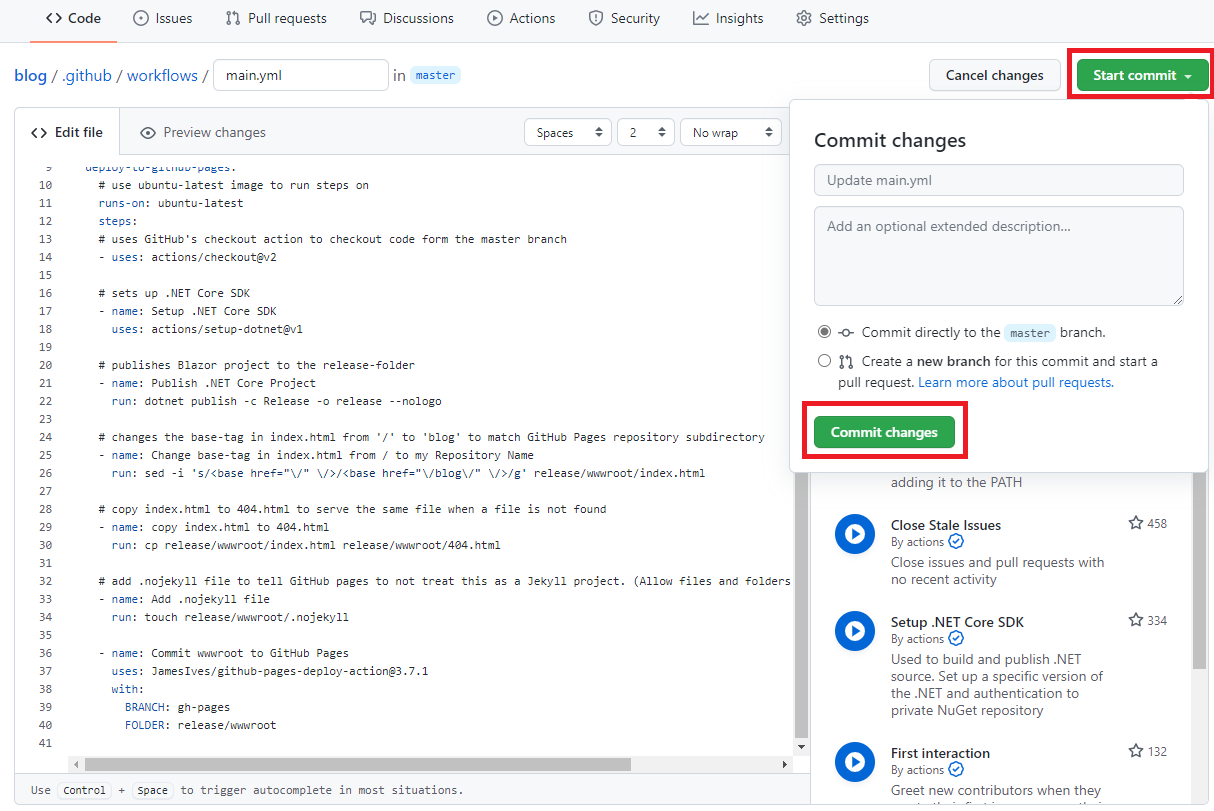 Code
Issues
Pull requests
Discussions
Actions
Security
Insights
Settings
blog / .github / workflows / main.yml in master
Cancel changes
Start commit
Edit file
Preview changes
Spaces
2
No wrap
9 deploy-to-github-pages:
10 # use ubuntu-latest image to run steps on
11 runs-on: ubuntu-latest
12 steps:
13 # uses GitHub's checkout action to checkout code form the master branch
14 - uses: actions/checkout@v2
15
16 # sets up .NET Core SDK
17 - name: Setup .NET Core SDK
18 uses: actions/setup-dotnet@v1
19
20 # publishes Blazor project to the release-folder
21 - name: Publish .NET Core Project
22 run: dotnet publish -c Release -o release --nologo
23
24 # changes the base-tag in index.html from '/' to 'blog' to match GitHub Pages repository subdirectory
25 - name: Change base-tag in index.html from / to my Repository Name
26 run: sed -i 's/<base href="\/" \/>/<base href="\/blog\/" \/>/g' release/wwwroot/index.html
27
28 # copy index.html to 404.html to serve the same file when a file is not found
29 - name: copy index.html to 404.html
30 run: cp release/wwwroot/index.html release/wwwroot/404.html
31
32 # add .nojekyll file to tell GitHub pages to not treat this as a Jekyll project. (Allow files and folders
33 - name: Add .nojekyll file
34 run: touch release/wwwroot/.nojekyll
35
36 - name: Commit wwwroot to GitHub Pages
37 uses: JamesIves/github-pages-deploy-action@3.7.1
38 with:
39 BRANCH: gh-pages
40 FOLDER: release/wwwroot
41
Use Control + Space to trigger autocomplete in most situations.
Commit changes
Update main.yml
Add an optional extended description...
Commit directly to the master branch.
Create a new branch for this commit and start a
pull request. Learn more about pull requests.
Commit changes
adding it to the PATH
Close Stale Issues
458
By actions
Close issues and pull requests with
no recent activity
Setup .NET Core SDK
334
By actions
Used to build and publish .NET
source. Set up a specific version of
the .NET and authentication to
private NuGet repository
First interaction
132
By actions
Greet new contributors when they